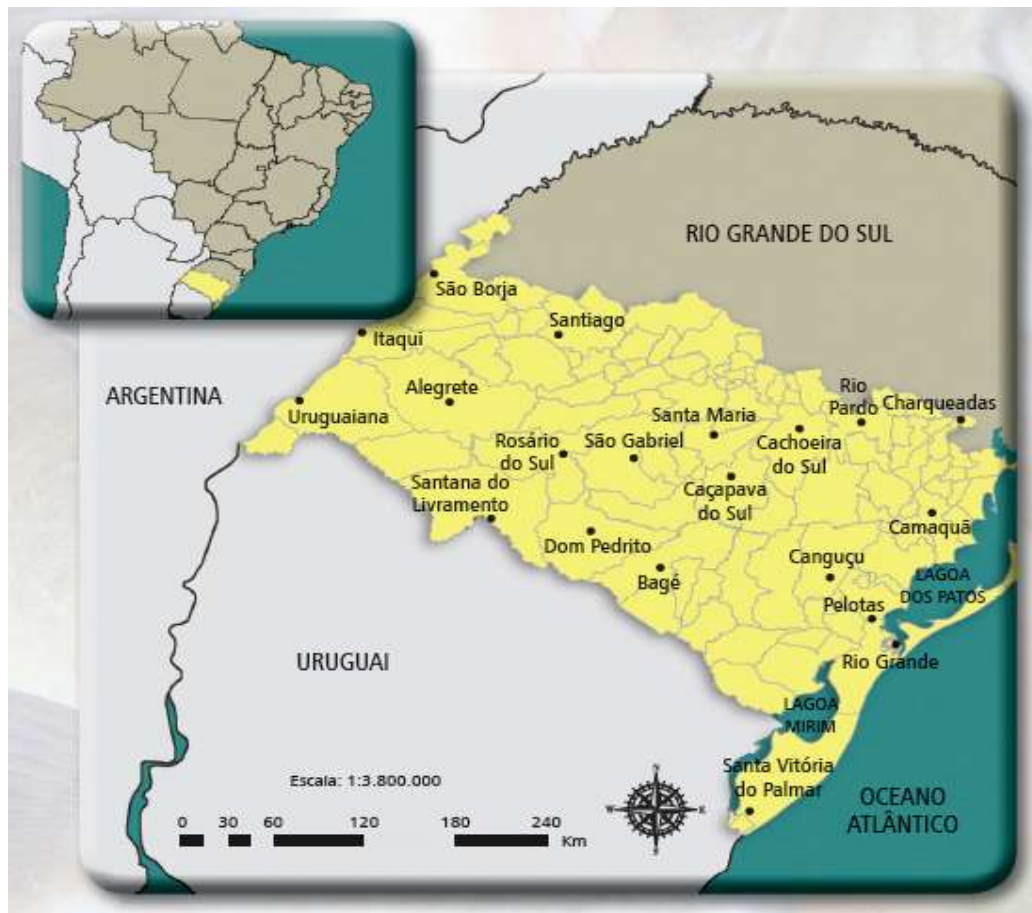 RIO GRANDE DO SUL
São Borja
Santiago
Itaqui
ARGENTINA
Alegrete
Uruguaiana
Rio
Pardo
Charqueadas
Santa Maria
Rosário
do Sul
São Gabriel
Cachoeira
do Sul
Santana do
Livramento
Caçapava
do Sul
Camaquã
Dom Pedrito
Canguçu
Bagé
LAGOA
DOS PATOS
Pelotas
URUGUAI
Rio Grande
LAGOA
MIRIM
Santa Vitória
do Palmar
Escala: 1:3.800.000
OCEANO
ATLÂNTICO
0 30 60 120 180 240
Km